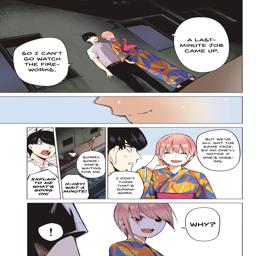 A LAST-
MINUTE JOB
CAME UP.
SO I CAN'T
GO WATCH
THE FIRE-
WORKS.
BUT WE'VE
ALL GOT THE
SAME FACE,
SO NO ONE'LL
NOTICE IF
ONE'S MISS-
ING.
I DON'T
THINK
THAT'S
GONNA
WORK.
SORRY,
SOME-
ONE'S
WAITING
FOR ME.
H-HEY!
WAIT A
MINUTE!
EXPLAIN
TO ME
WHAT'S
GOING
ON!
WHY?
!